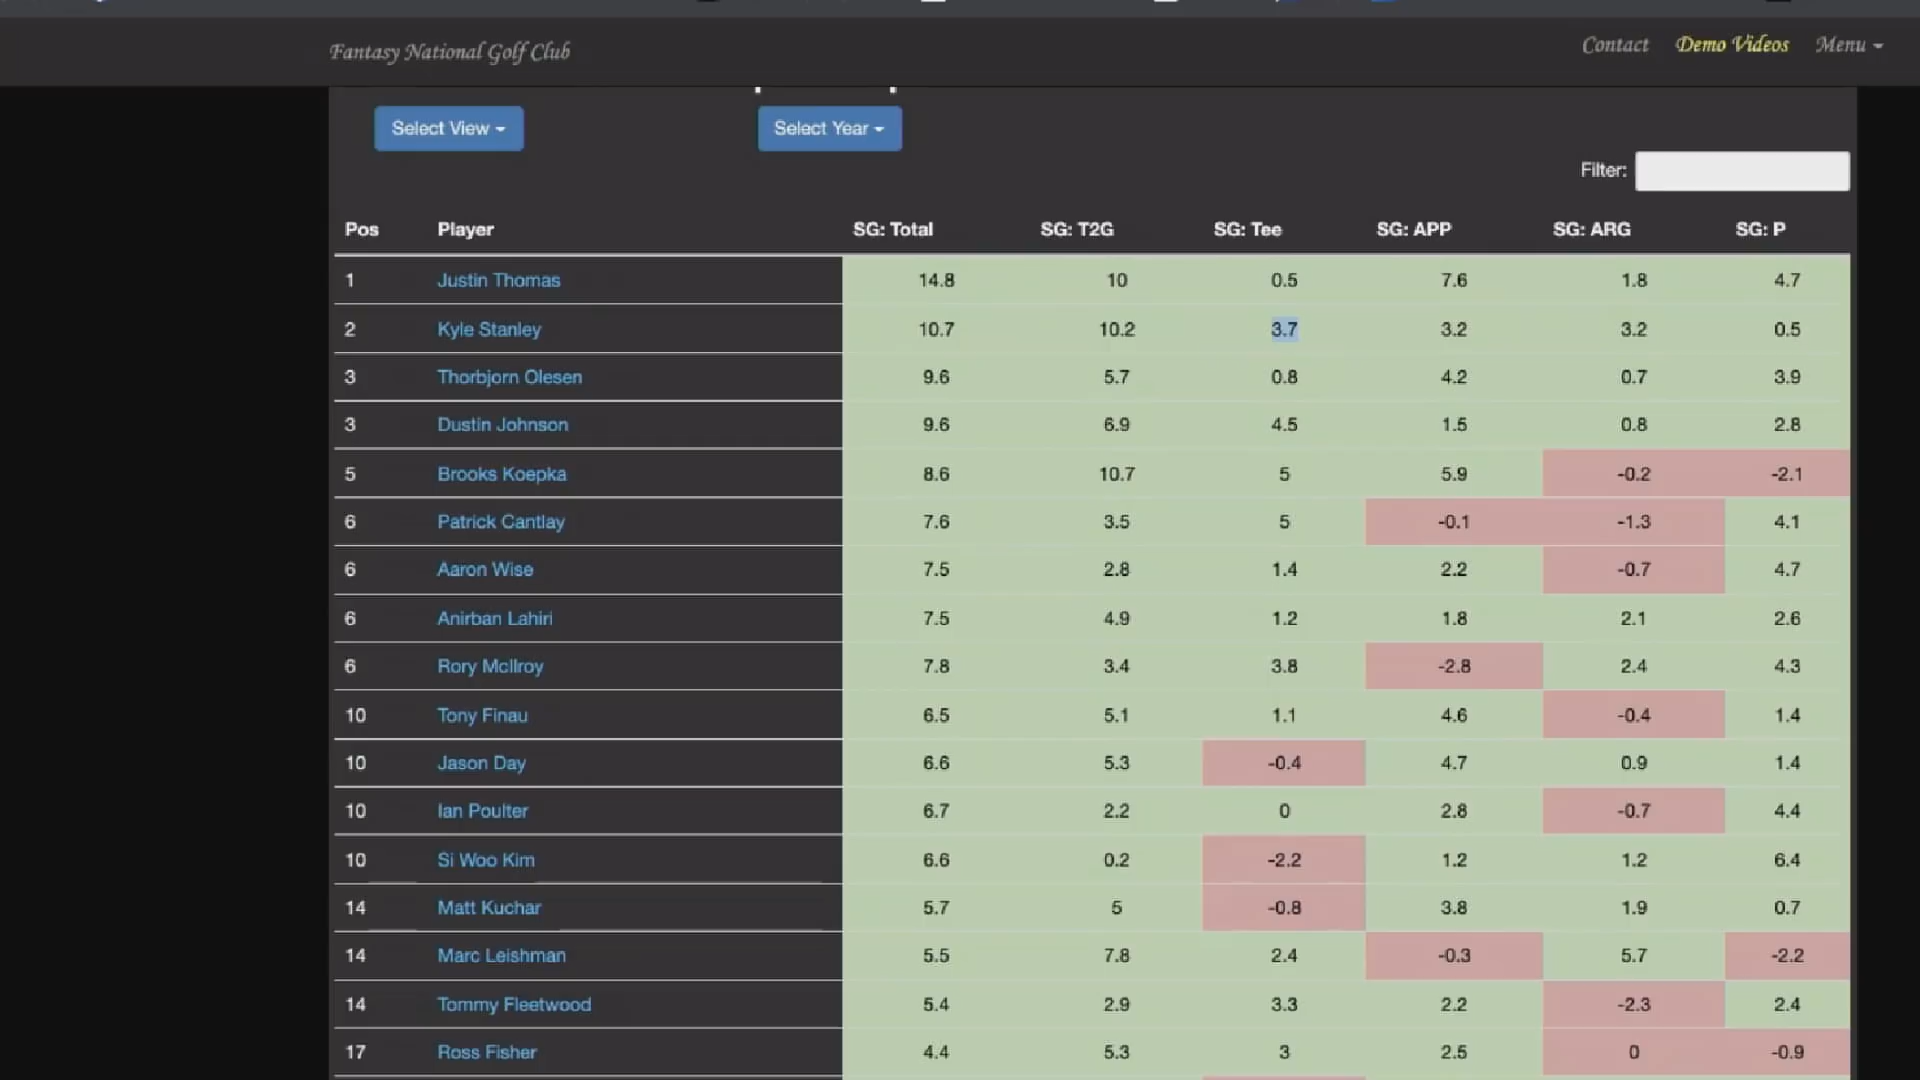 Fantasy National Golf Club Contact Demo Videos Menu
Select View Select Year
Filter:
Pos Player SG: Total SG: T2G SG: Tee SG: APP SG: ARG SG: P
1 Justin Thomas 14.8 10 0.5 7.6 1.8 4.7
2 Kyle Stanley 10.7 10.2 3.7 3.2 3.2 0.5
3 Thorbjorn Olesen 9.6 5.7 0.8 4.2 0.7 3.9
3 Dustin Johnson 9.6 6.9 4.5 1.5 0.8 2.8
5 Brooks Koepka 8.6 10.7 5 5.9 -0.2 -2.1
6 Patrick Cantlay 7.6 3.5 5 -0.1 -1.3 4.1
6 Aaron Wise 7.5 2.8 1.4 2.2 -0.7 4.7
6 Anirban Lahiri 7.5 4.9 1.2 1.8 2.1 2.6
6 Rory McIlroy 7.8 3.4 3.8 -2.8 2.4 4.3
10 Tony Finau 6.5 5.1 1.1 4.6 -0.4 1.4
10 Jason Day 6.6 5.3 -0.4 4.7 0.9 1.4
10 Ian Poulter 6.7 2.2 0 2.8 -0.7 4.4
10 Si Woo Kim 6.6 0.2 -2.2 1.2 1.2 6.4
14 Matt Kuchar 5.7 5 -0.8 3.8 1.9 0.7
14 Marc Leishman 5.5 7.8 2.4 -0.3 5.7 -2.2
14 Tommy Fleetwood 5.4 2.9 3.3 2.2 -2.3 2.4
17 Ross Fisher 4.4 5.3 3 2.5 0 -0.9